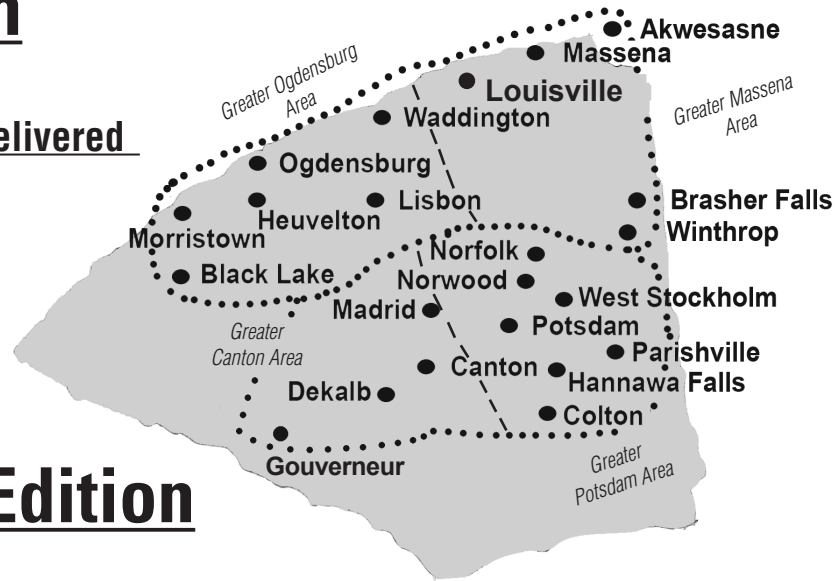 n
elivered
Edition
Greater Ogdensburg
Area
Akwesasne
Massena
Louisville
Greater Massena
Area
Waddington
Ogdensburg
Lisbon
Heuvelton
Morristown
Brasher Falls
Winthrop
Black Lake
Norfolk
Norwood
Madrid
West Stockholm
Potsdam
Greater
Canton Area
Parishville
Canton
Hannawa Falls
Dekalb
Colton
Gouverneur
Greater
Potsdam Area